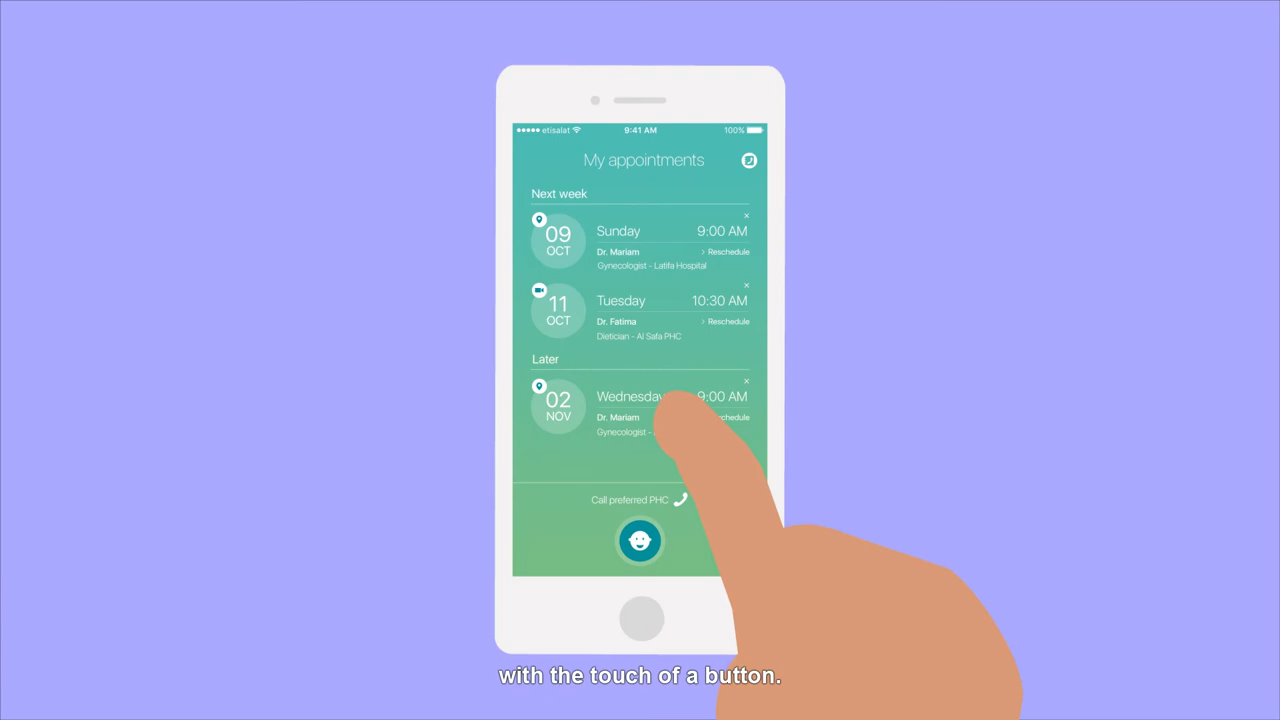 etisalat 9:41 AM 100%
My appointments
Next week
09 OCT Sunday 9:00 AM
Dr. Mariam Reschedule
Gynecologist - Latifa Hospital
11 OCT Tuesday 10:30 AM
Dr. Fatima Reschedule
Dietician - Al Safa PHC
Later
02 NOV Wednesday 9:00 AM
Dr. Mariam
Gynecologist -
Call preferred PHC
with the touch of a button.